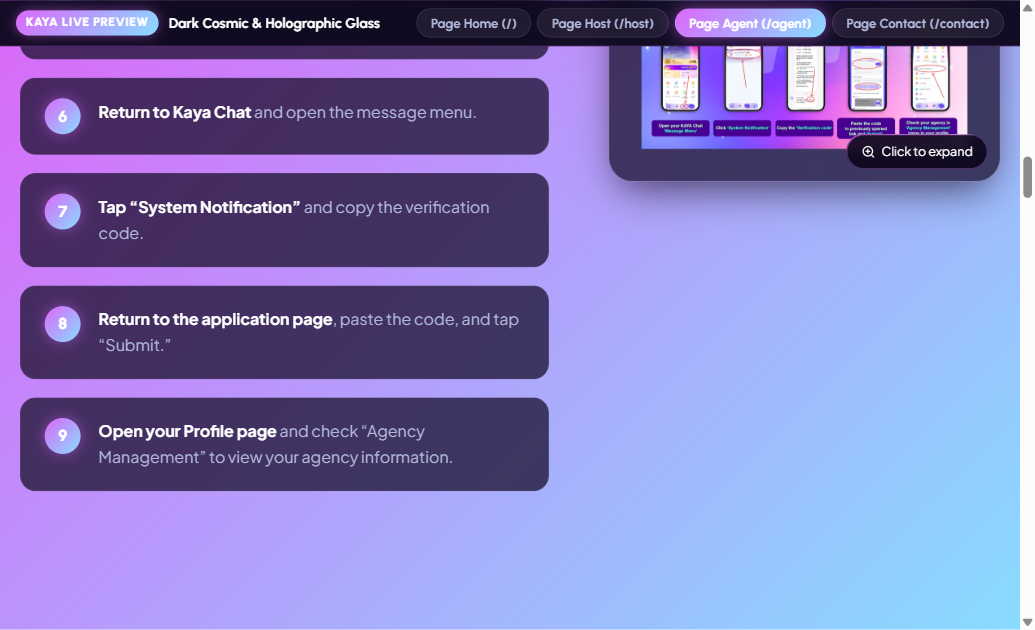 KAYA LIVE PREVIEW
Dark Cosmic & Holographic Glass
Page Home (/)
Page Host (/host)
Page Agent (/agent)
Page Contact (/contact)
6
Return to Kaya Chat and open the message menu.
7
Tap “System Notification” and copy the verification
code.
8
Return to the application page, paste the code, and tap
“Submit.”
9
Open your Profile page and check “Agency
Management” to view your agency information.
Open your KAYA Chat
'Message Menu'
Click 'System Notification'
Copy the 'Verification code'
Paste the code
in previously opened
Check your agency in
'Agency Management'
Click to expand